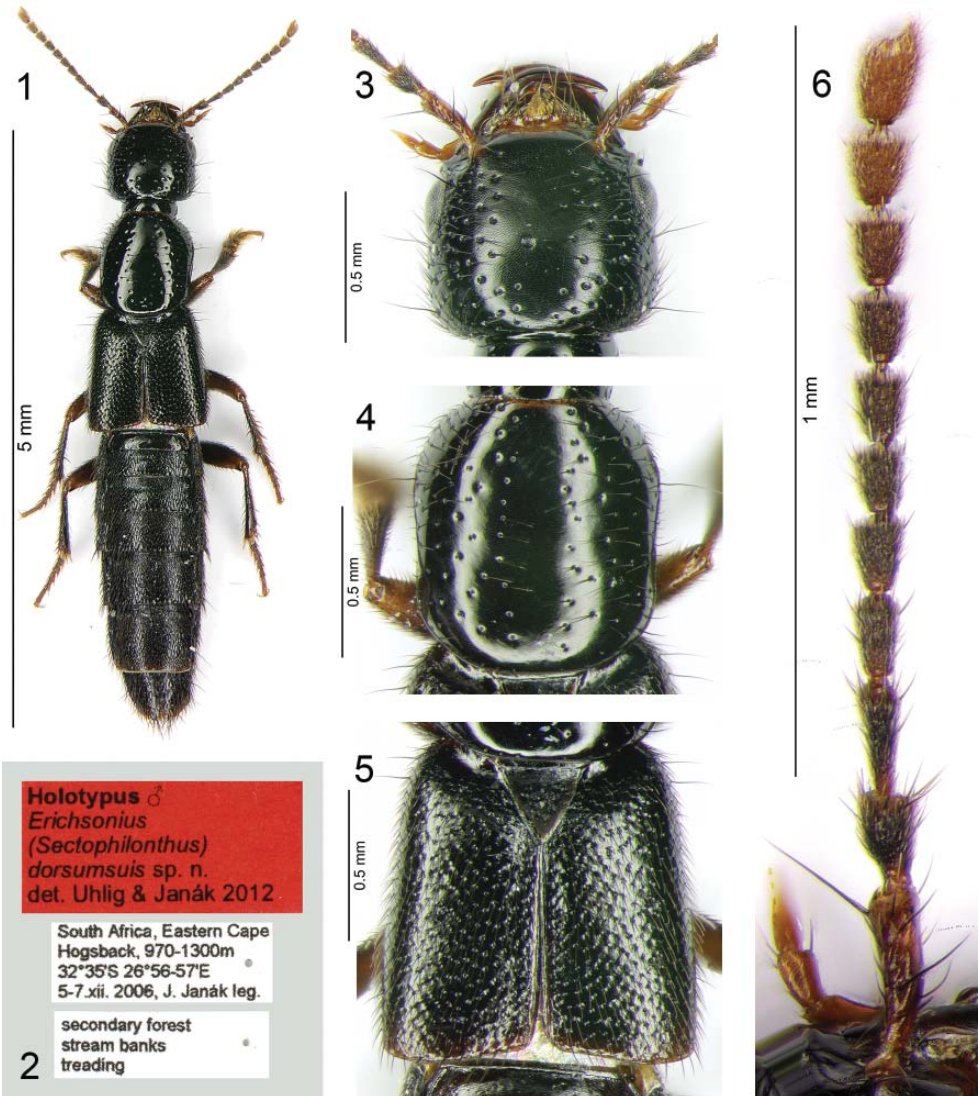 1
5 mm
2
Holotypus ♂
Erichsonius
(Sectophilonthus)
dorsumsuis sp. n.
det. Uhlig & Janák 2012
South Africa, Eastern Cape
Hogsback, 970-1300m
32°35'S 26°56-57'E
5-7.xii. 2006, J. Janák leg.
secondary forest
stream banks
treading
3
0.5 mm
4
0.5 mm
5
0.5 mm
6
1 mm